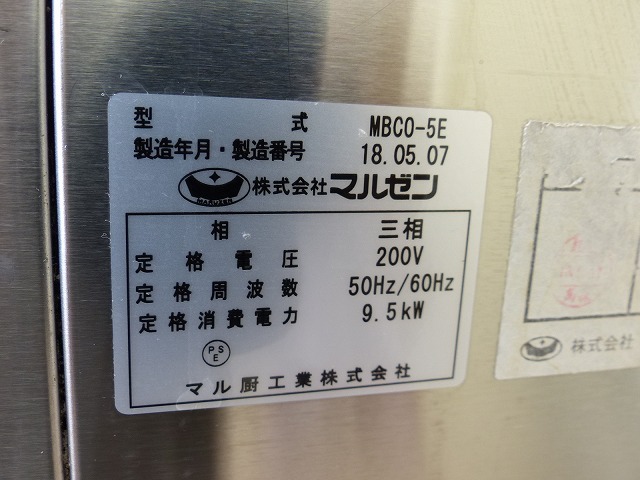 型式 MBCO-5E
製造年月・製造番号 18.05.07
MARUZEN 株式会社マルゼン
相 三相
定格電圧 200V
定格周波数 50Hz/60Hz
定格消費電力 9.5kW
PSE
マル厨工業株式会社
株式会社